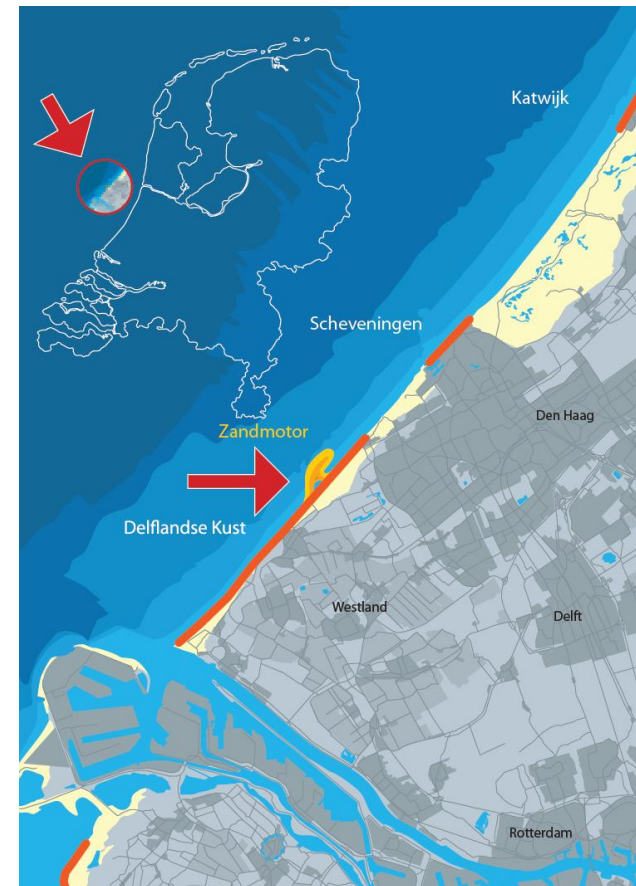 Katwijk
Scheveningen
Den Haag
Zandmotor
Delflandse Kust
Westland
Delft
Rotterdam